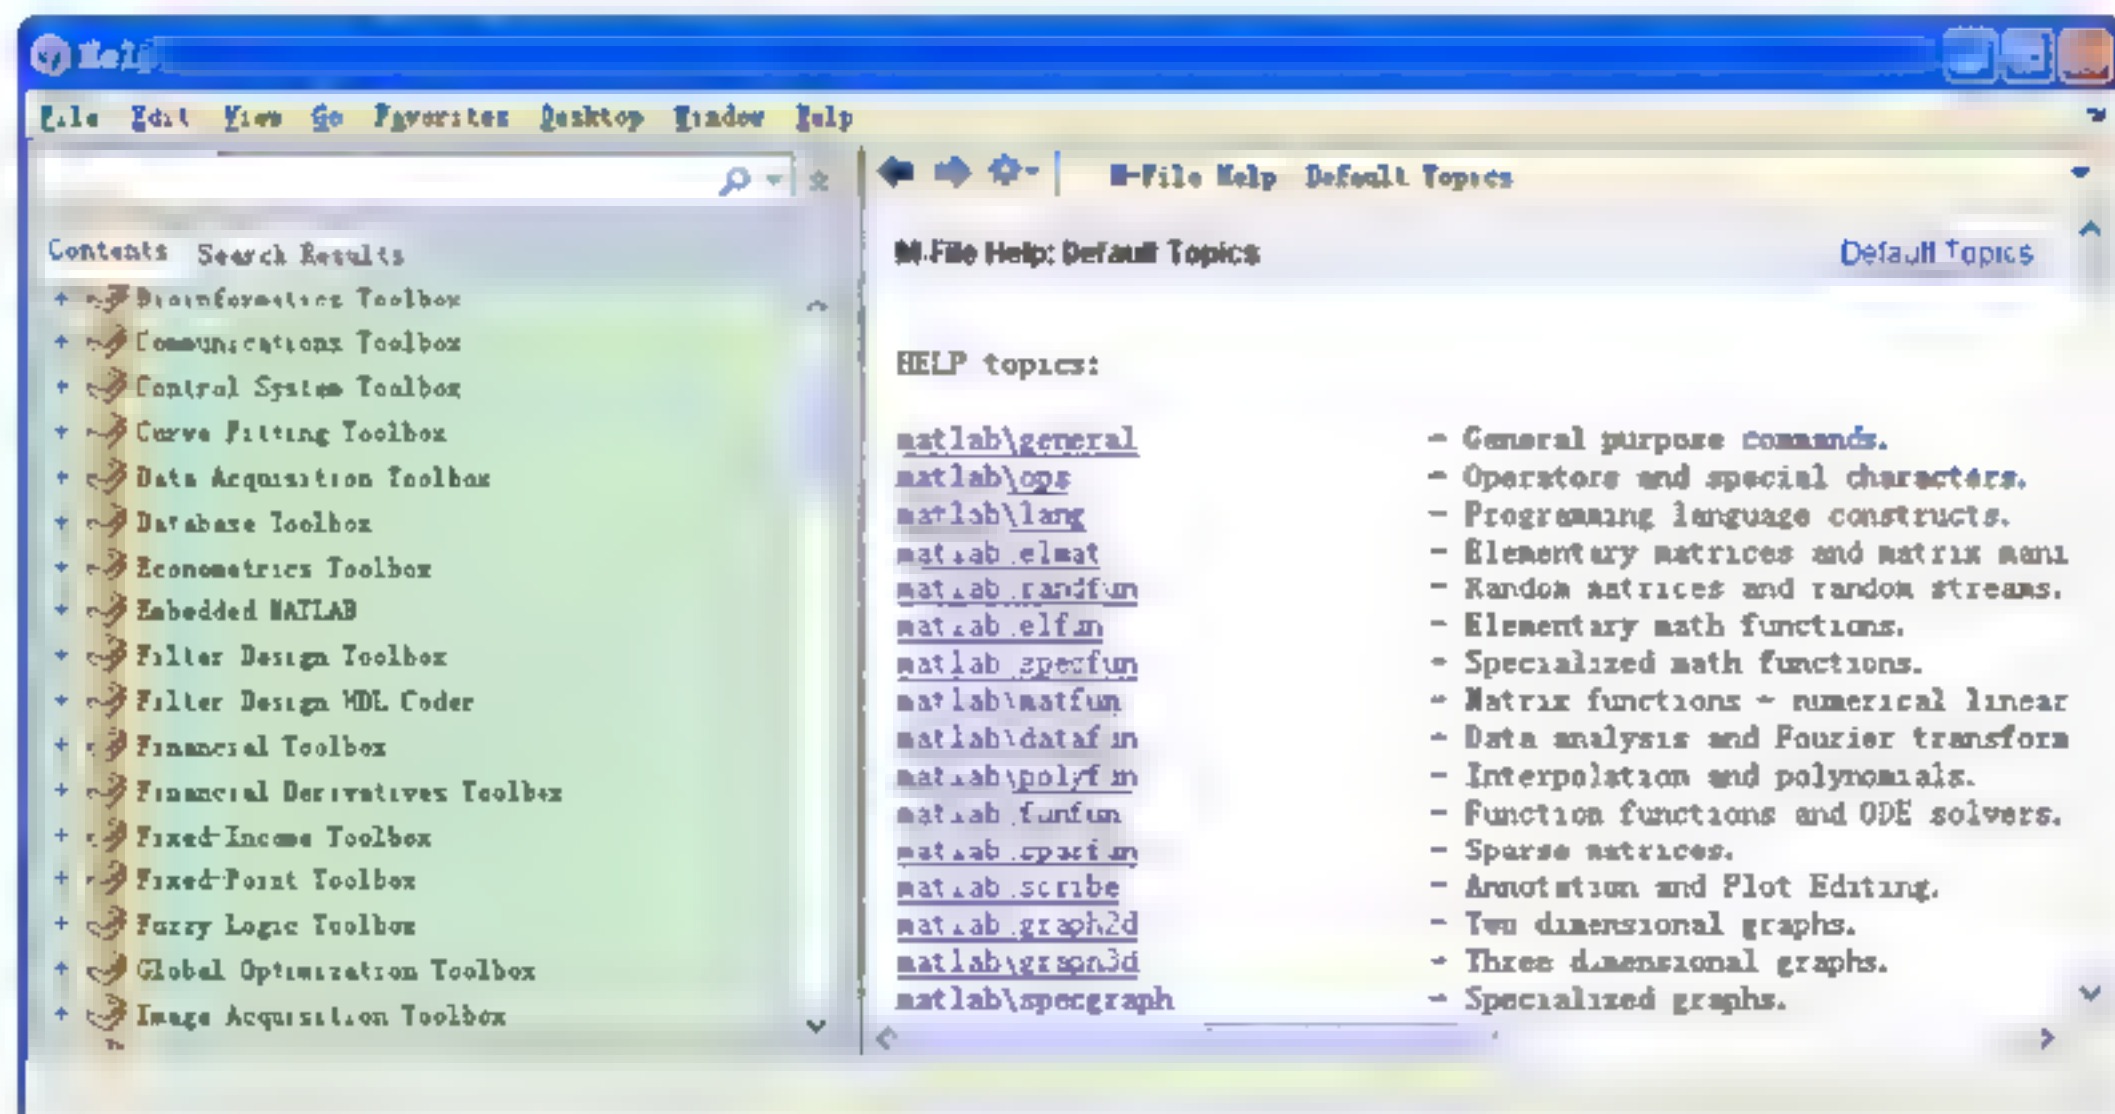 Help
File Edit View Go Favorites Desktop Window Help
M-File Help Default Topics
Contents Search Results
Bioinformatics Toolbox
Communications Toolbox
Control System Toolbox
Curve Fitting Toolbox
Data Acquisition Toolbox
Database Toolbox
Econometrics Toolbox
Embedded MATLAB
Filter Design Toolbox
Filter Design HDL Coder
Financial Toolbox
Financial Derivatives Toolbox
Fixed-Income Toolbox
Fixed-Point Toolbox
Fuzzy Logic Toolbox
Global Optimization Toolbox
Image Acquisition Toolbox
M-File Help: Default Topics Default Topics
HELP topics:
matlab\general - General purpose commands.
matlab\ops - Operators and special characters.
matlab\lang - Programming language constructs.
matlab\elmat - Elementary matrices and matrix mani
matlab\randfun - Random matrices and random streams.
matlab\elfun - Elementary math functions.
matlab\specfun - Specialized math functions.
matlab\matfun - Matrix functions - numerical linear
matlab\datafun - Data analysis and Fourier transform
matlab\polyfun - Interpolation and polynomials.
matlab\funfun - Function functions and ODE solvers.
matlab\sparfun - Sparse matrices.
matlab\scribe - Annotation and Plot Editing.
matlab\graph2d - Two dimensional graphs.
matlab\graph3d - Three dimensional graphs.
matlab\specgraph - Specialized graphs.